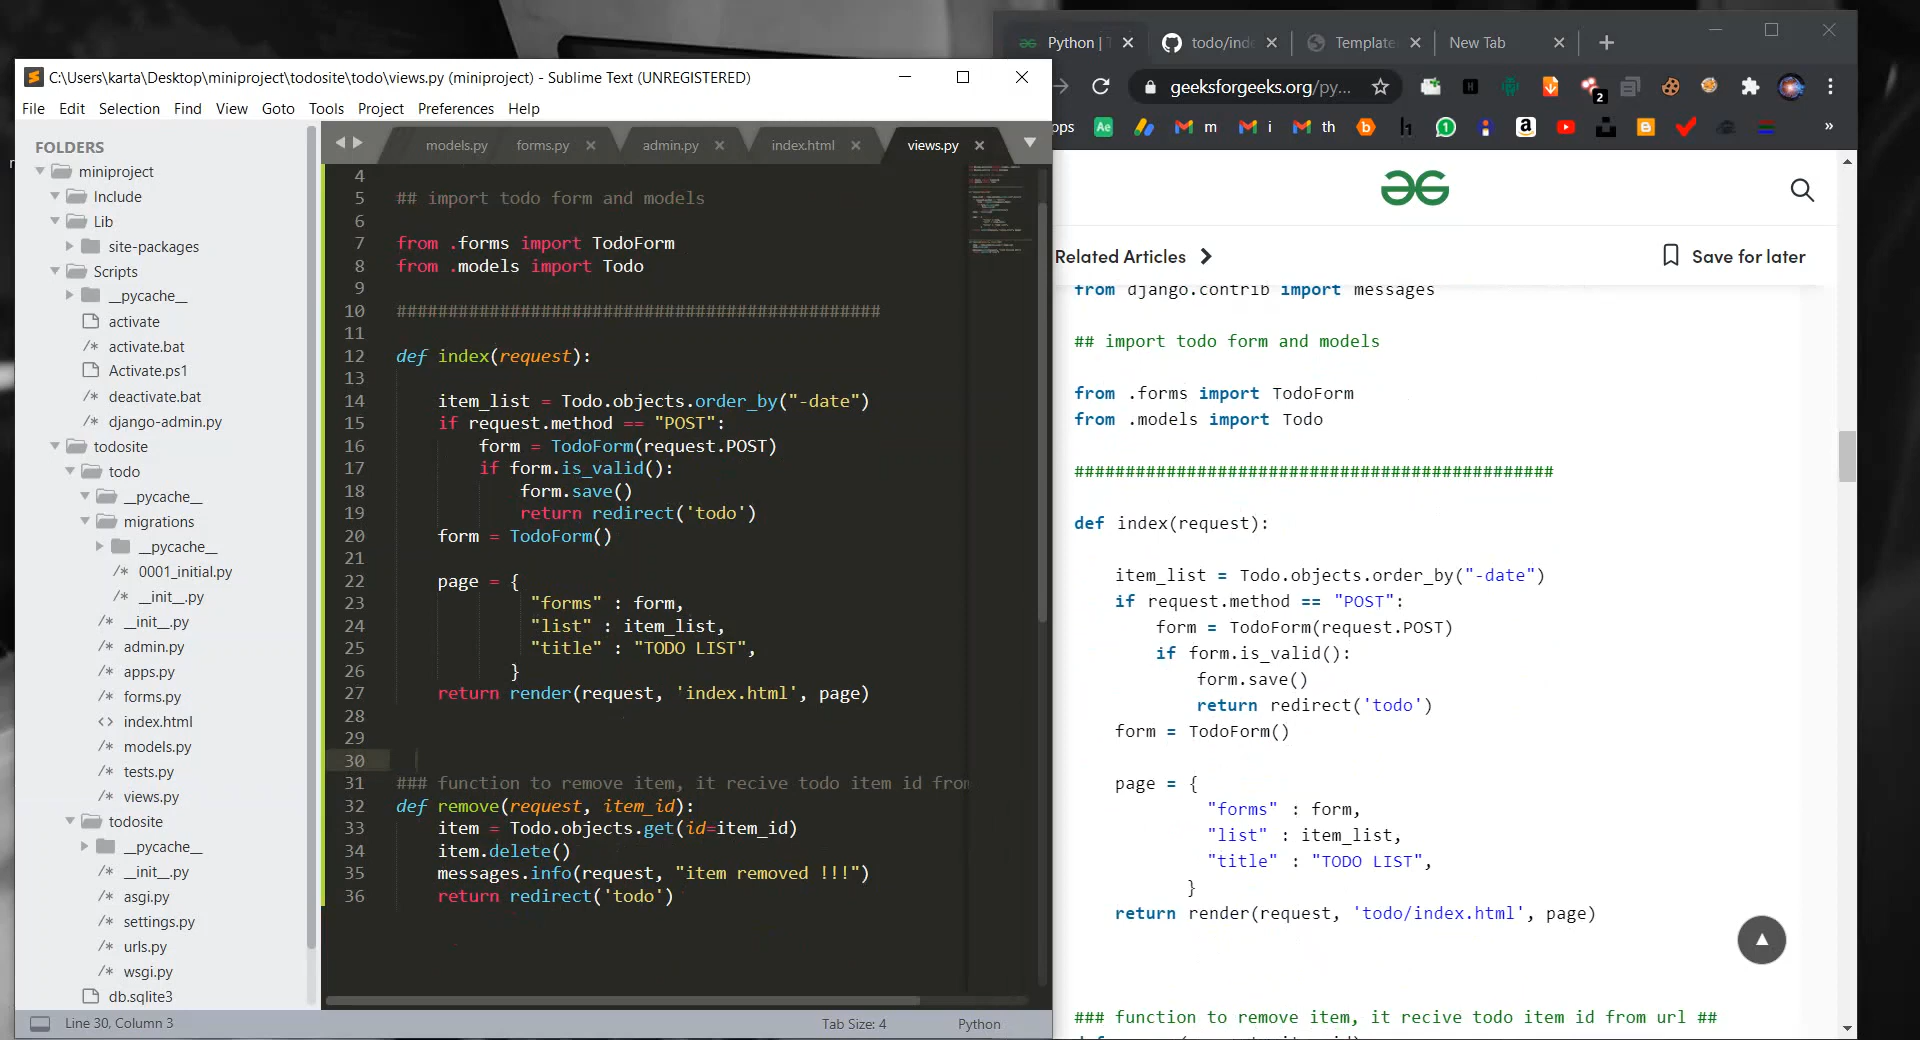 C:\Users\karta\Desktop\miniproject\todosite\todo\views.py (miniproject) - Sublime Text (UNREGISTERED)
File Edit Selection Find View Goto Tools Project Preferences Help
FOLDERS
miniproject
Include
Lib
site-packages
Scripts
__pycache__
activate
/* activate.bat
Activate.ps1
/* deactivate.bat
/* django-admin.py
todosite
todo
__pycache__
migrations
__pycache__
/* 0001_initial.py
/* __init__.py
/* __init__.py
/* admin.py
/* apps.py
/* forms.py
<> index.html
/* models.py
/* tests.py
/* views.py
todosite
__pycache__
/* __init__.py
/* asgi.py
/* settings.py
/* urls.py
/* wsgi.py
db.sqlite3
models.py forms.py admin.py index.html views.py
4
5 ## import todo form and models
6
7 from .forms import TodoForm
8 from .models import Todo
9
10 ###############################################
11
12 def index(request):
13
14 item_list = Todo.objects.order_by("-date")
15 if request.method == "POST":
16 form = TodoForm(request.POST)
17 if form.is_valid():
18 form.save()
19 return redirect('todo')
20 form = TodoForm()
21
22 page = {
23 "forms" : form,
24 "list" : item_list,
25 "title" : "TODO LIST",
26 }
27 return render(request, 'index.html', page)
28
29
30
31 ### function to remove item, it recive todo item id from
32 def remove(request, item_id):
33 item = Todo.objects.get(id=item_id)
34 item.delete()
35 messages.info(request, "item removed !!!")
36 return redirect('todo')
Line 30, Column 3 Tab Size: 4 Python
Python | todo/inde Template New Tab
geeksforgeeks.org/py...
2
pps Ae m i th 1 »
Related Articles Save for later
from django.contrib import messages
## import todo form and models
from .forms import TodoForm
from .models import Todo
###############################################
def index(request):
item_list = Todo.objects.order_by("-date")
if request.method == "POST":
form = TodoForm(request.POST)
if form.is_valid():
form.save()
return redirect('todo')
form = TodoForm()
page = {
"forms" : form,
"list" : item_list,
"title" : "TODO LIST",
}
return render(request, 'todo/index.html', page)
### function to remove item, it recive todo item id from url ##